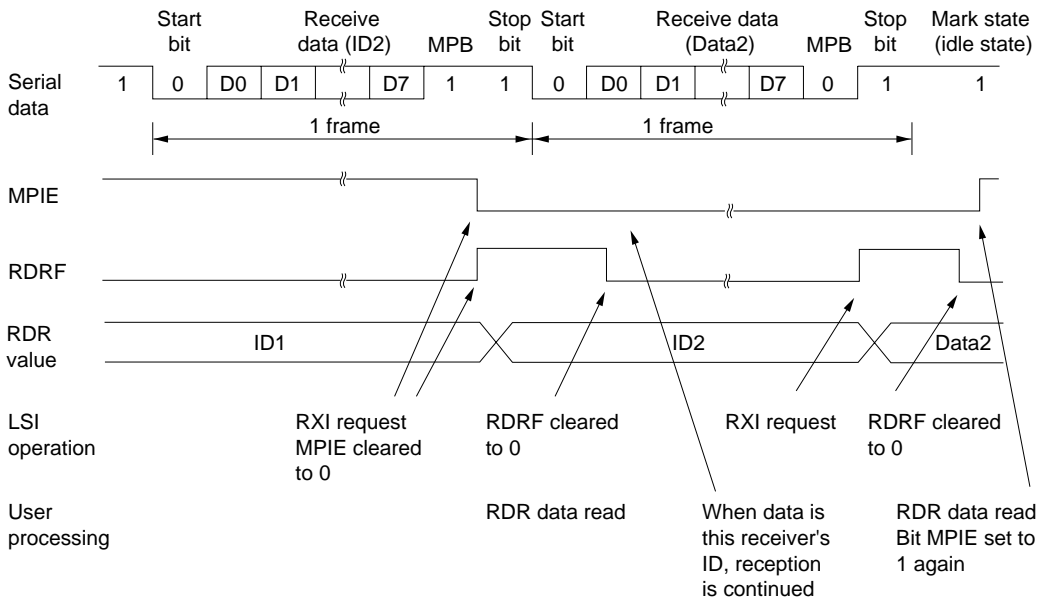 Start Receive Stop Start Receive data Stop Mark state
bit data (ID2) MPB bit bit (Data2) MPB bit (idle state)
Serial
data
1 0 D0 D1 D7 1 1 0 D0 D1 D7 0 1 1
1 frame 1 frame
MPIE
RDRF
RDR
value
ID1 ID2 Data2
LSI
operation
RXI request
MPIE cleared
to 0
RDRF cleared
to 0
RXI request
RDRF cleared
to 0
User
processing
RDR data read
When data is
this receiver's
ID, reception
is continued
RDR data read
Bit MPIE set to
1 again